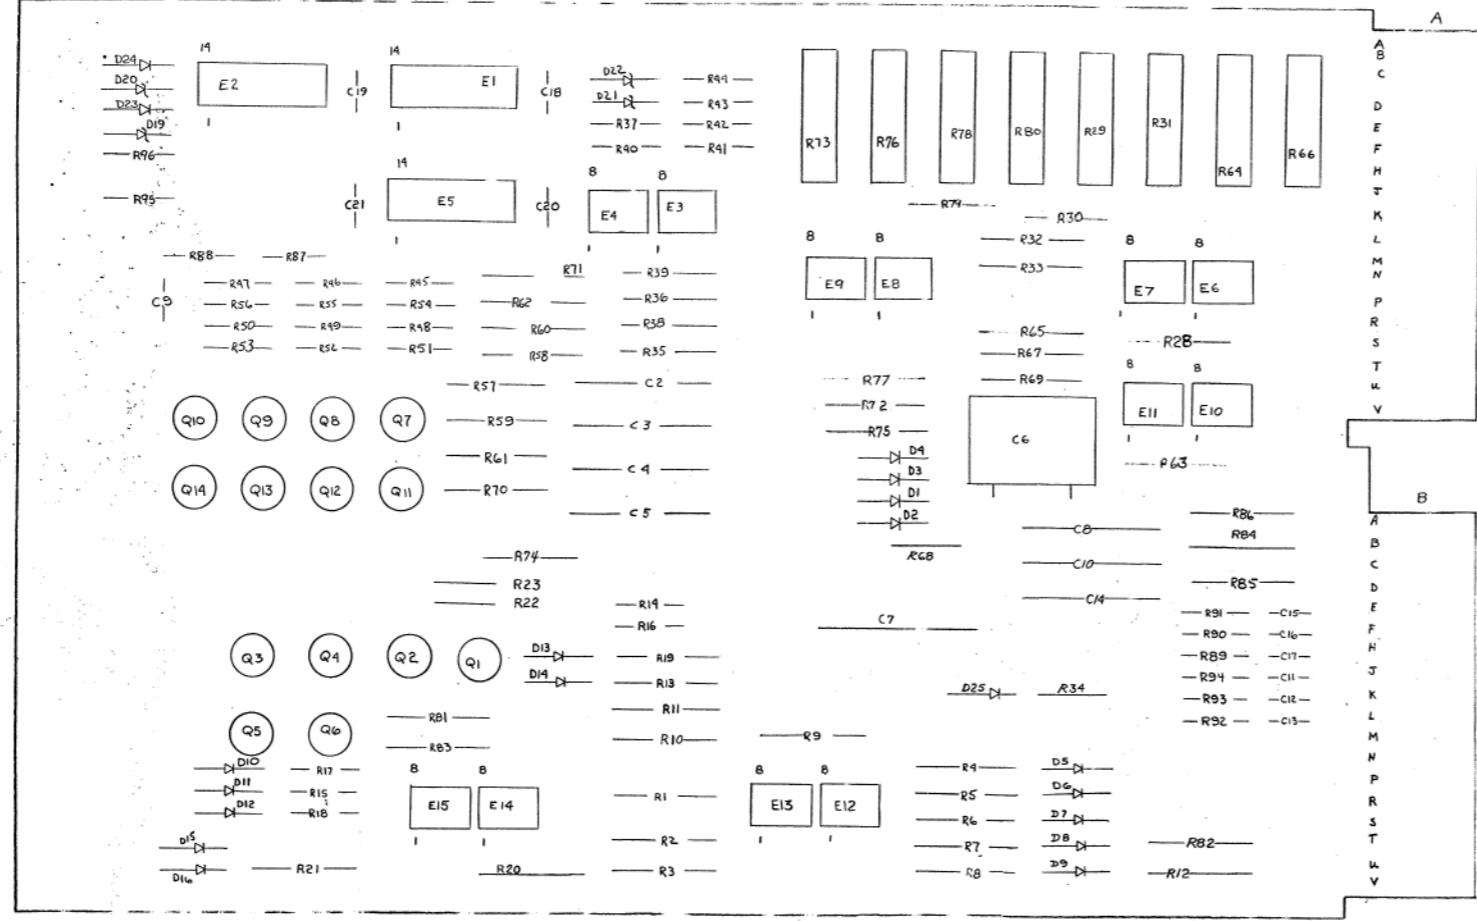 A
D24
D20
D23
D19
R96
R95
14
E2
1
C19
14
E1
1
C18
D22
D21
R37
R40
R44
R43
R42
R41
R73
R76
R78
R80
R29
R31
R64
R66
A
B
C
D
E
F
H
J
K
L
M
N
P
R
S
T
U
V
C21
14
E5
1
C20
8
E4
1
8
E3
1
R79
R30
R32
R33
R88
R87
C9
R47
R46
R45
R56
R55
R54
R50
R49
R48
R53
R52
R51
R71
R62
R60
R58
R39
R36
R38
R35
8
E9
1
8
E8
1
8
E7
1
8
E6
1
R65
R67
R69
R28
R57
C2
R77
R72
R75
Q10
Q9
Q8
Q7
R59
C3
R61
C4
Q14
Q13
Q12
Q11
R70
C5
D4
D3
D1
D2
R68
C6
8
E11
1
8
E10
1
R63
B
C8
C10
C14
R86
R84
R85
A
B
C
D
E
F
H
J
K
L
M
N
P
R
S
T
U
V
R74
R23
R22
R14
R16
C7
R91
C15
R90
C16
R89
C17
R94
C11
R93
C12
R92
C13
Q3
Q4
Q2
Q1
D13
D14
R19
R13
R11
R10
D25
R34
Q5
Q6
R81
R83
R9
D10
D11
D12
R17
R15
R18
8
E15
1
8
E14
1
R1
R2
R3
8
E13
1
8
E12
1
R4
D5
R5
D6
R6
D7
R7
D8
R8
D9
R82
R12
D15
D16
R21
R20